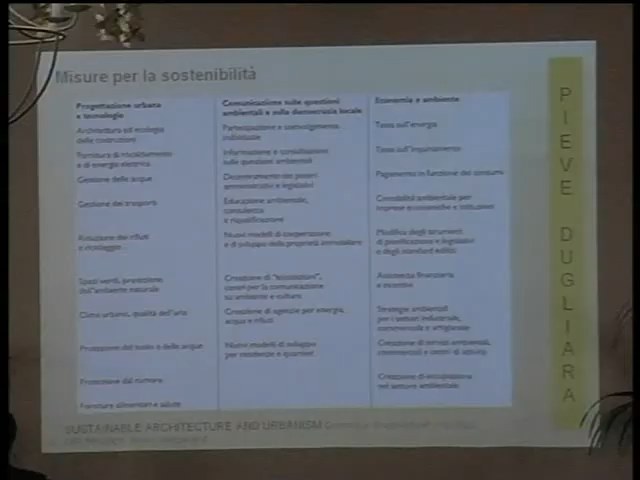 Misure per la sostenibilità
Progettazione urbana
e tecnologie
Architettura ed ecologia
delle costruzioni
Fornitura di riscaldamento
e di energia elettrica
Gestione delle acque
Gestione dei trasporti
Riduzione dei rifiuti
e riciclaggio
Spazi verdi, protezione
dell'ambiente naturale
Clima urbano, qualità dell'aria
Protezione del suolo e delle acque
Protezione dal rumore
Forniture alimentari e salute
Comunicazione sulle questioni
ambientali e sulla democrazia locale
Partecipazione e coinvolgimento
individuale
Informazione e consultazione
sulle questioni ambientali
Decentramento dei poteri
amministrativi e legislativi
Educazione ambientale,
consulenza
e riqualificazione
Nuovi modelli di cooperazione
e di sviluppo della proprietà immobiliare
Creazione di
centri per la comunicazione
su ambiente e cultura
Creazione di agenzie per energia,
acqua e rifiuti
Nuovi modelli di sviluppo
per residenze e quartieri
Economia e ambiente
Tassa sull'energia
Tassa sull'inquinamento
Pagamento in funzione dei consumi
Contabilità ambientale per
imprese economiche e istituzioni
Modifica degli strumenti
di pianificazione e legislativi
e degli standard edilizi
Assistenza finanziaria
e incentivi
Strategie ambientali
per i settori industriale,
commerciale e artigianale
Creazione di servizi ambientali,
commerciali e centri di
Creazione di occupazione
nel settore ambientale
PIEVE DUGLIARA
SUSTAINABLE ARCHITECTURE AND URBANISM